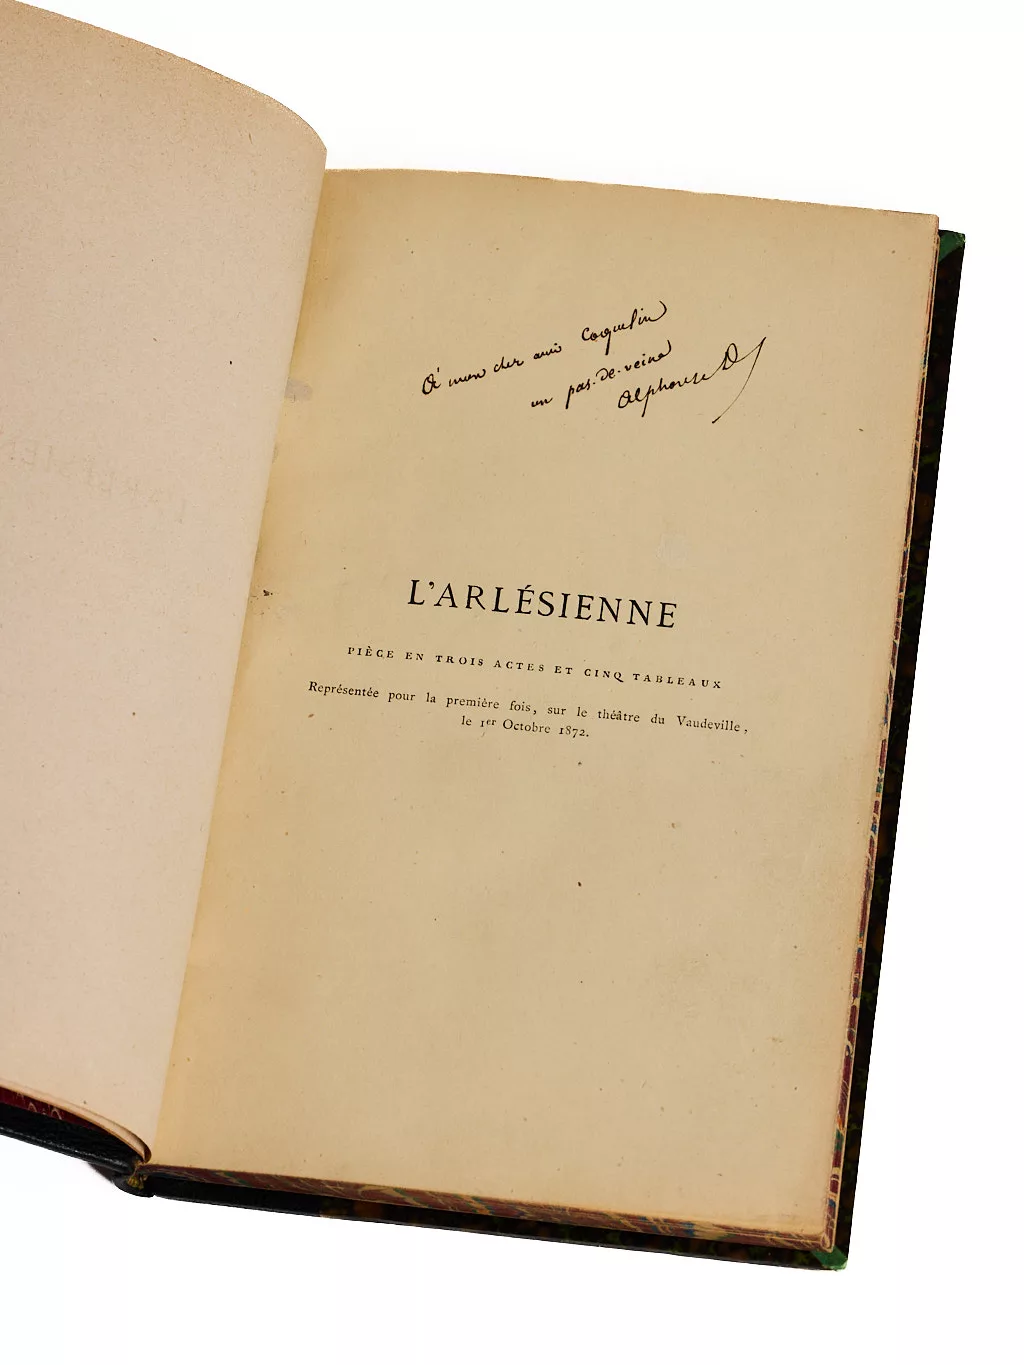 à mon cher ami Coquelin
un pas-de-veine
Alphonse D
L'ARLÉSIENNE
PIÈCE EN TROIS ACTES ET CINQ TABLEAUX
Représentée pour la première fois, sur le théâtre du Vaudeville,
le 1er Octobre 1872.